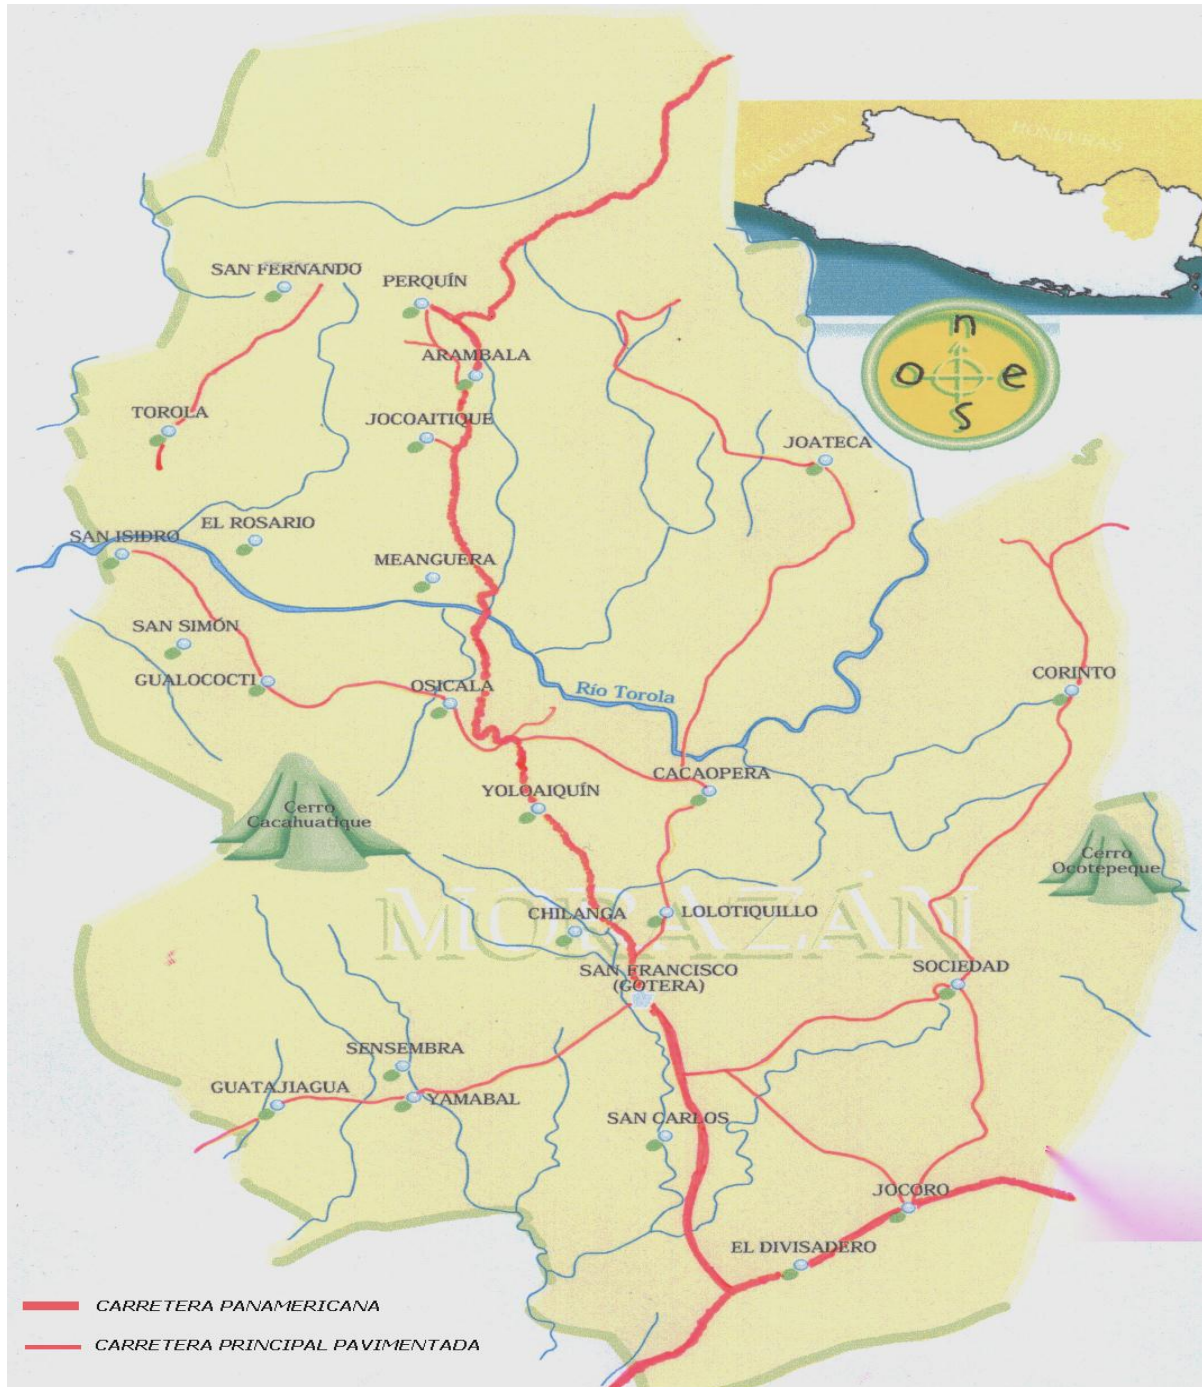 GUATEMALA
HONDURAS
SAN FERNANDO
PERQUÍN
n
ARAMBALA
o
e
s
TOROLA
JOCOAITIQUE
JOATECA
EL ROSARIO
SAN ISIDRO
MEANGUERA
SAN SIMÓN
GUALOCOCTI
OSICALA
Río Torola
CORINTO
CACAOPERA
YOLOAIQUÍN
Cerro
Cacahuatique
Cerro
Ocotepeque
MORAZÁN
CHILANGA
LOLOTIQUILLO
SAN FRANCISCO
(GOTERA)
SOCIEDAD
SENSEMBRA
GUATAJIAGUA
YAMABAL
SAN CARLOS
JOCORO
EL DIVISADERO
CARRETERA PANAMERICANA
CARRETERA PRINCIPAL PAVIMENTADA